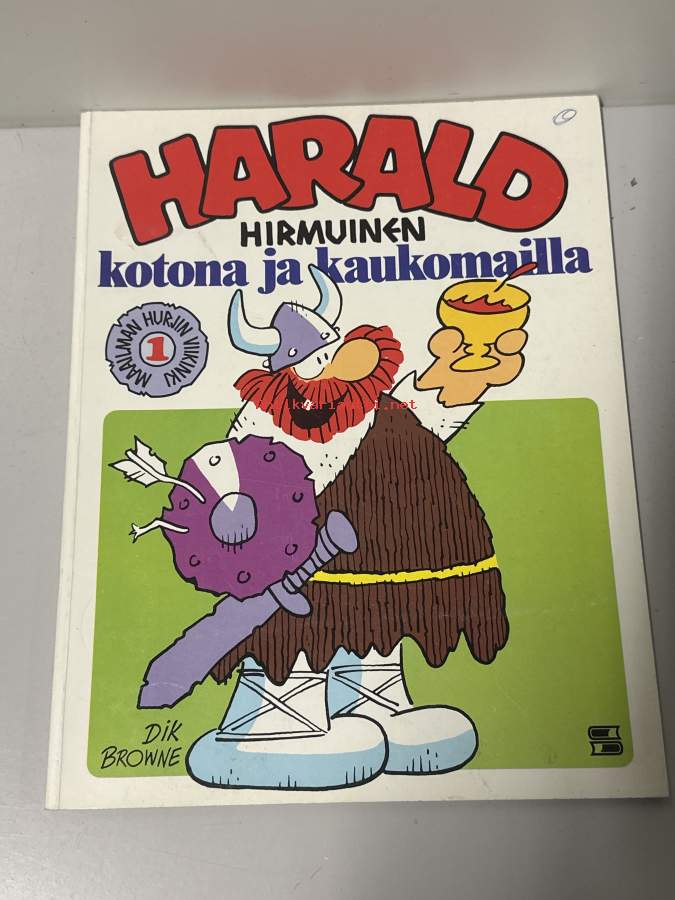 HARALD
HIRMUINEN
kotona ja kaukomailla
MAAILMAN HURJIN VIIKINKI
1
DIK
BROWNE